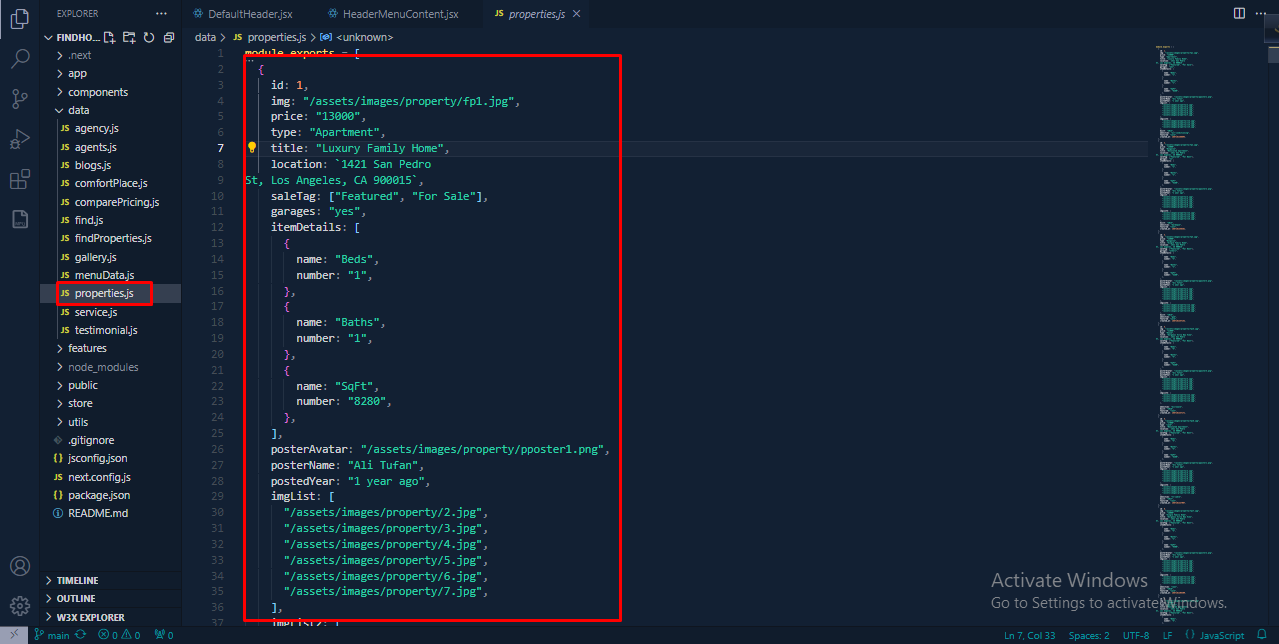 EXPLORER
DefaultHeader.jsx
HeaderMenuContent.jsx
JS properties.js
FINDHO...
data > JS properties.js > <unknown>
.next
app
components
data
JS agency.js
JS agents.js
JS blogs.js
JS comfortPlace.js
JS comparePricing.js
JS find.js
JS findProperties.js
JS gallery.js
JS menuData.js
JS properties.js
JS service.js
JS testimonial.js
features
node_modules
public
store
utils
.gitignore
{} jsconfig.json
JS next.config.js
{} package.json
README.md
TIMELINE
OUTLINE
W3X EXPLORER
1 module.exports = [
2 {
3 id: 1,
4 img: "/assets/images/property/fp1.jpg",
5 price: "13000",
6 type: "Apartment",
7 title: "Luxury Family Home",
8 location: `1421 San Pedro
9 St, Los Angeles, CA 900015`,
10 saleTag: ["Featured", "For Sale"],
11 garages: "yes",
12 itemDetails: [
13 {
14 name: "Beds",
15 number: "1",
16 },
17 {
18 name: "Baths",
19 number: "1",
20 },
21 {
22 name: "SqFt",
23 number: "8280",
24 },
25 ],
26 posterAvatar: "/assets/images/property/pposter1.png",
27 posterName: "Ali Tufan",
28 postedYear: "1 year ago",
29 imgList: [
30 "/assets/images/property/2.jpg",
31 "/assets/images/property/3.jpg",
32 "/assets/images/property/4.jpg",
33 "/assets/images/property/5.jpg",
34 "/assets/images/property/6.jpg",
35 "/assets/images/property/7.jpg",
36 ],
37 imgList2: [
Activate Windows
Go to Settings to activate Windows.
main 0 0 0 Ln 7, Col 33 Spaces: 2 UTF-8 LF {} JavaScript